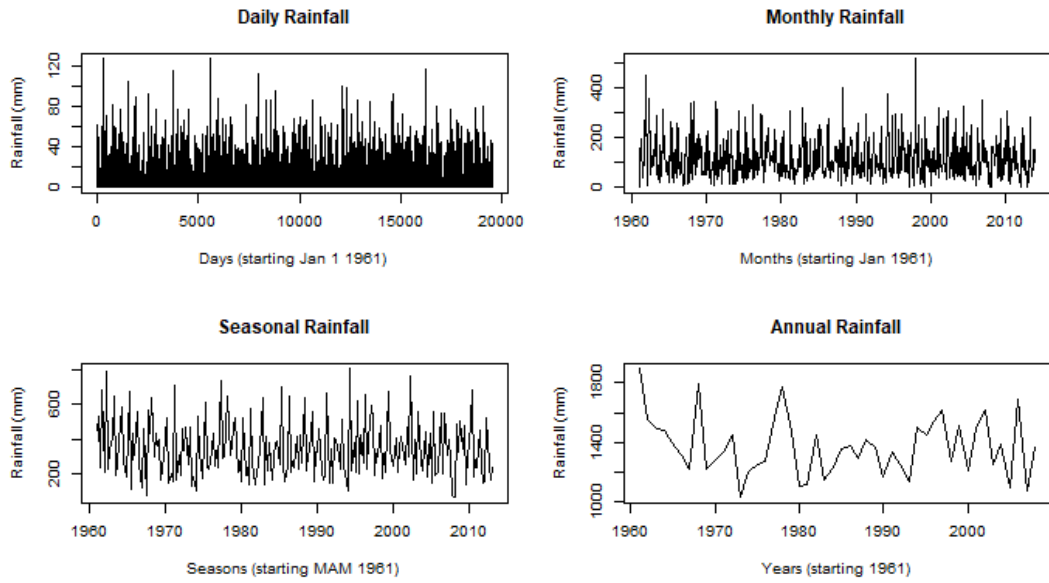 Daily Rainfall
Rainfall (mm)
0 40 80 120
0 5000 10000 15000 20000
Days (starting Jan 1 1961)
Monthly Rainfall
Rainfall (mm)
0 200 400
1960 1970 1980 1990 2000 2010
Months (starting Jan 1961)
Seasonal Rainfall
Rainfall (mm)
200 600
1960 1970 1980 1990 2000 2010
Seasons (starting MAM 1961)
Annual Rainfall
Rainfall (mm)
1000 1400 1800
1960 1970 1980 1990 2000
Years (starting 1961)